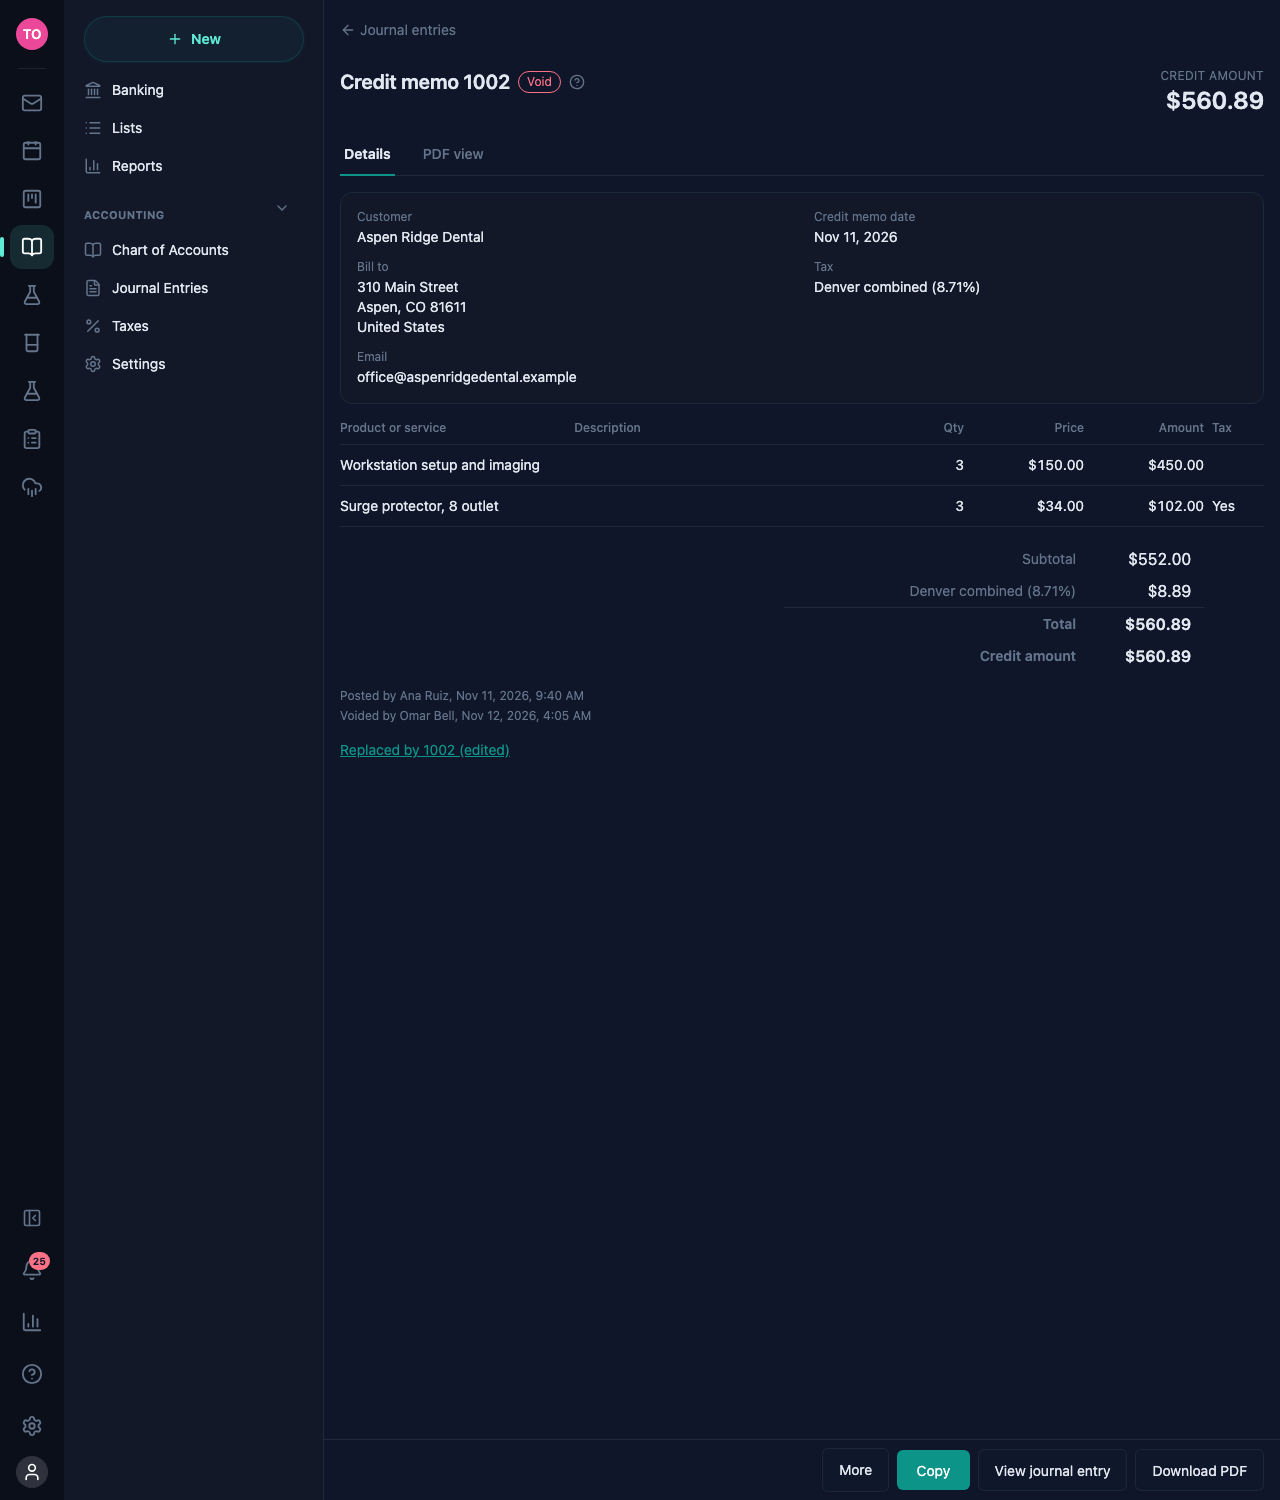 TO
New
Banking
Lists
Reports
ACCOUNTING
Chart of Accounts
Journal Entries
Taxes
Settings
25
Journal entries
Credit memo 1002 Void
CREDIT AMOUNT
$560.89
Details PDF view
Customer
Aspen Ridge Dental
Bill to
310 Main Street
Aspen, CO 81611
United States
Email
office@aspenridgedental.example
Credit memo date
Nov 11, 2026
Tax
Denver combined (8.71%)
Product or service Description Qty Price Amount Tax
Workstation setup and imaging 3 $150.00 $450.00
Surge protector, 8 outlet 3 $34.00 $102.00 Yes
Subtotal $552.00
Denver combined (8.71%) $8.89
Total $560.89
Credit amount $560.89
Posted by Ana Ruiz, Nov 11, 2026, 9:40 AM
Voided by Omar Bell, Nov 12, 2026, 4:05 AM
Replaced by 1002 (edited)
More Copy View journal entry Download PDF